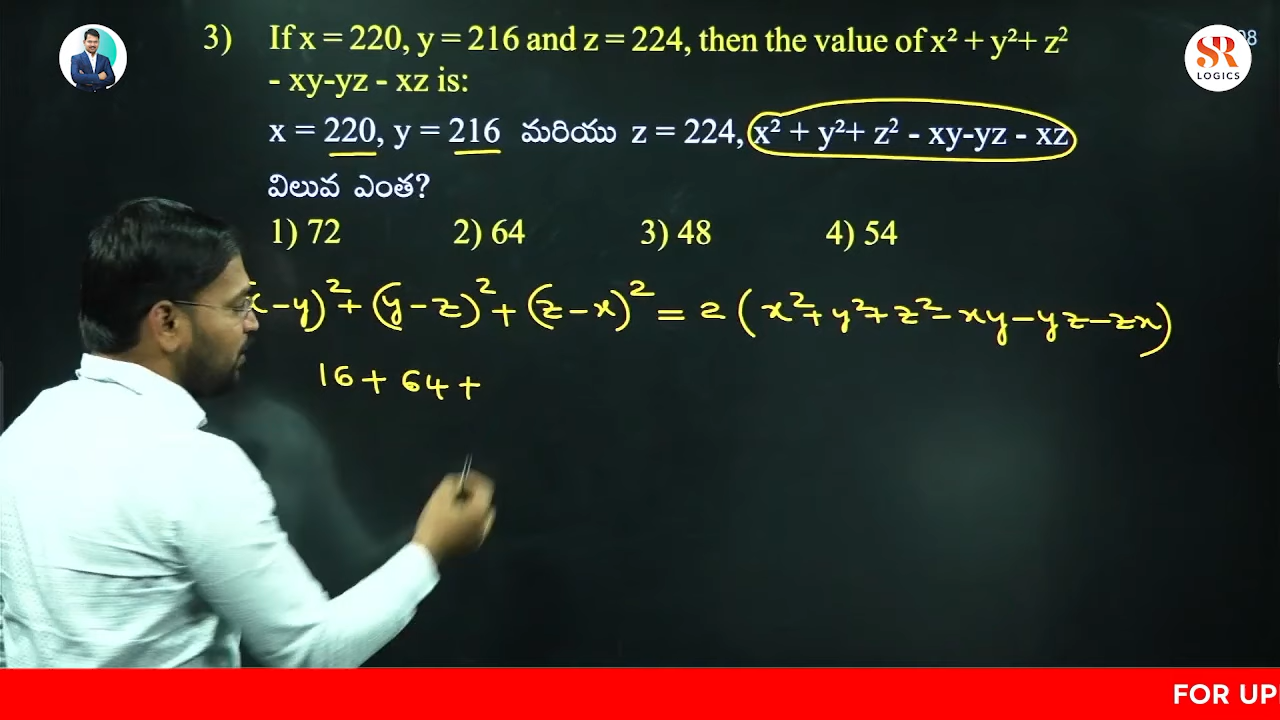 3) If x = 220, y = 216 and z = 224, then the value of x² + y²+ z²
- xy-yz - xz is:
x = 220, y = 216 మరియు z = 224, x² + y²+ z² - xy-yz - xz
విలువ ఎంత?
1) 72 2) 64 3) 48 4) 54
-y)²+ (y-z)² + (z-x)² = 2 (x²+y²+z²-xy-yz-zx)
16 + 64 +
SR
LOGICS
FOR UP